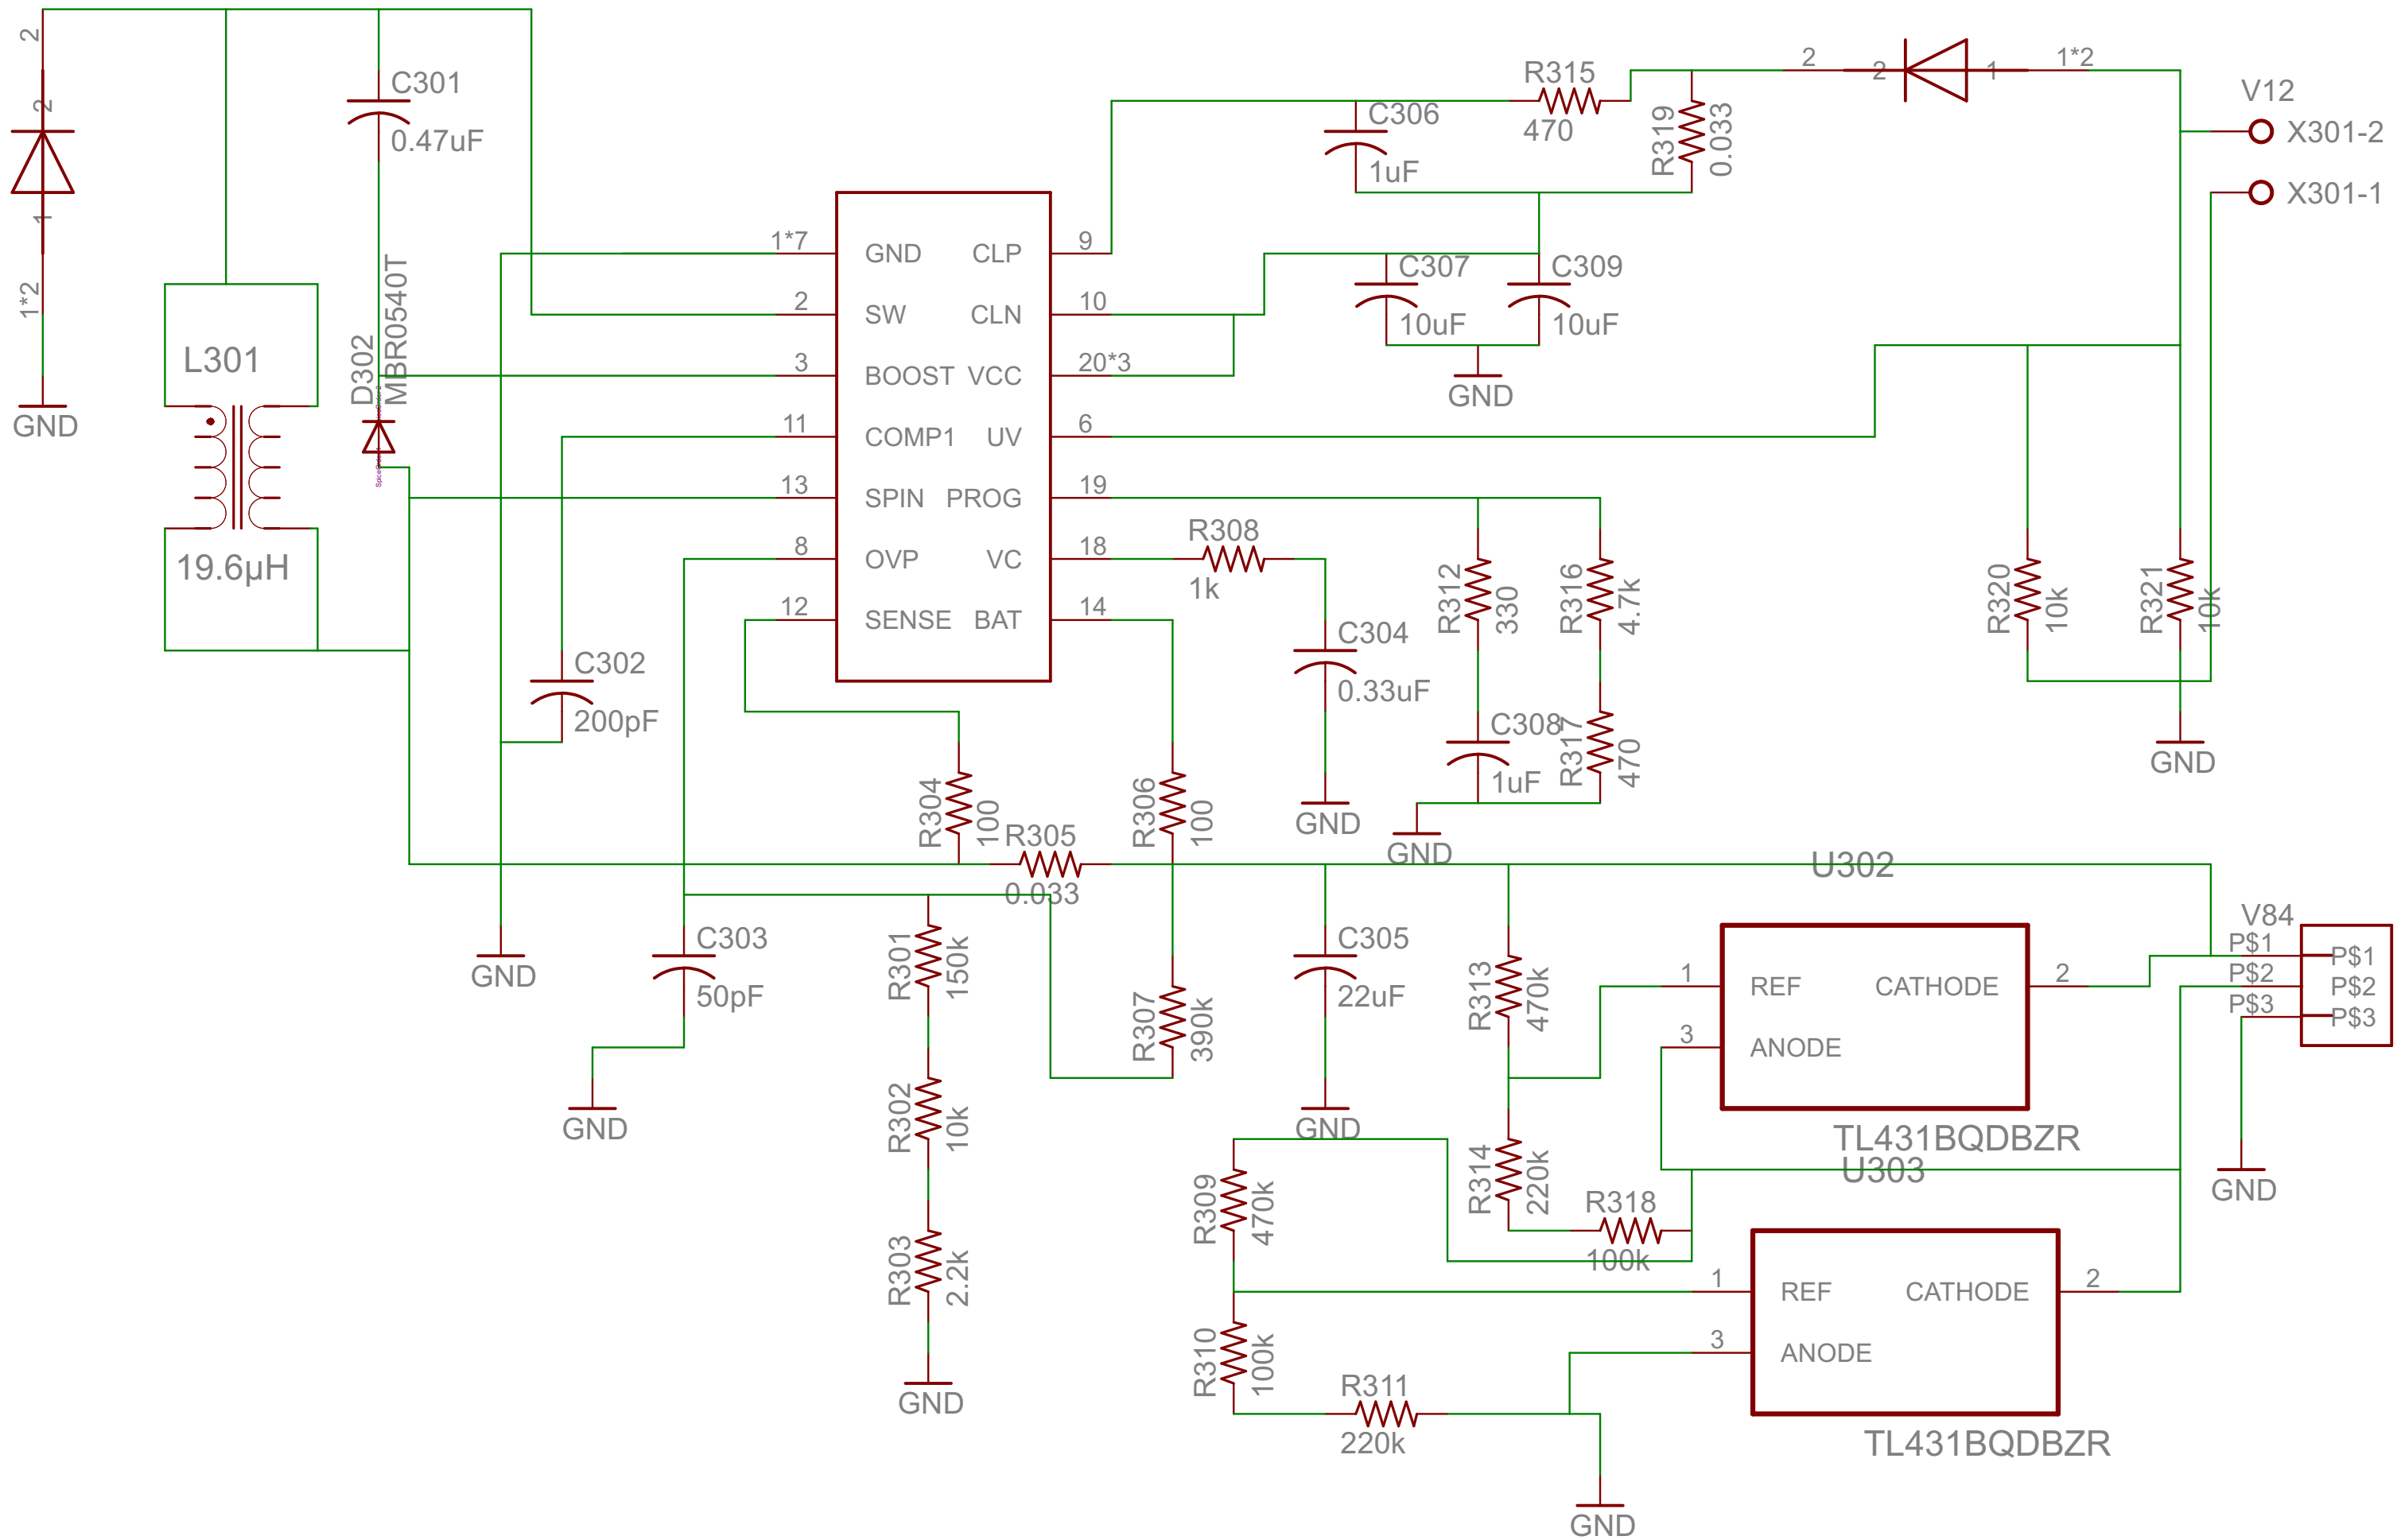 2
2
1
1*2
GND
C301
0.47uF
L301
19.6µH
D302
MBR0540T
1*7
2
3
11
13
8
12
GND
SW
BOOST
COMP1
SPIN
OVP
SENSE
CLP
CLN
VCC
UV
PROG
VC
BAT
9
10
20*3
6
19
18
14
C306
1uF
R315
470
R319
0.033
2
2
1
1*2
V12
X301-2
X301-1
C307
10uF
C309
10uF
GND
R308
1k
C304
0.33uF
GND
R312
330
R316
4.7k
C308
1uF
R317
470
GND
R320
10k
R321
10k
GND
C302
200pF
GND
R304
100
R305
0.033
R306
100
C303
50pF
GND
R301
150k
R302
10k
R303
2.2k
GND
R307
390k
C305
22uF
GND
R313
470k
R314
220k
R318
100k
R309
470k
R310
100k
R311
220k
GND
U302
1
REF
CATHODE
2
3
ANODE
TL431BQDBZR
U303
1
REF
CATHODE
2
3
ANODE
TL431BQDBZR
V84
P$1
P$2
P$3
P$1
P$2
P$3
GND